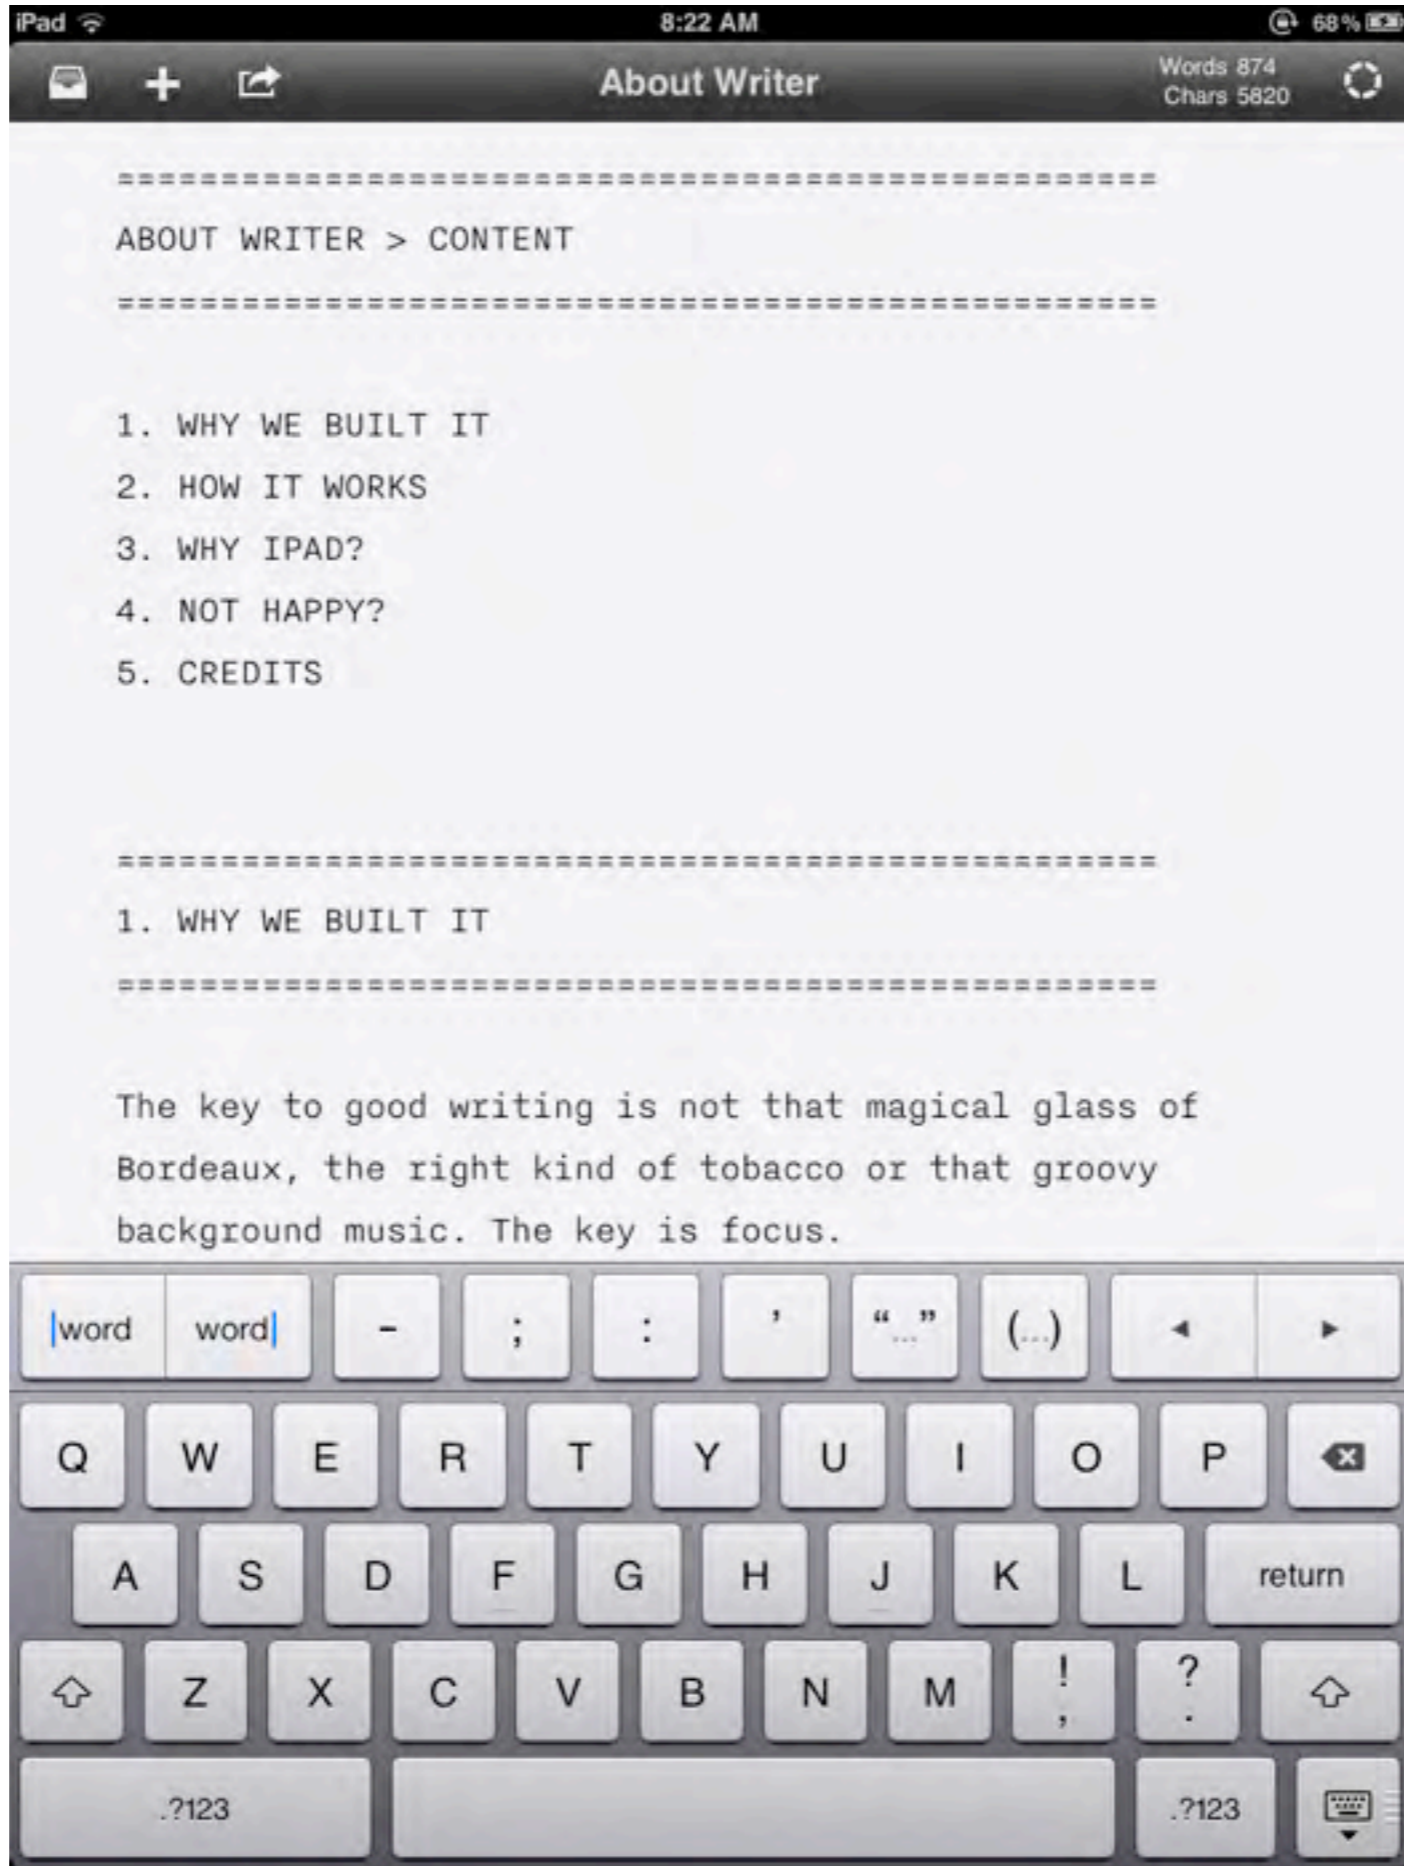 iPad 8:22 AM 68%
About Writer
Words 874
Chars 5820
==================================================
ABOUT WRITER > CONTENT
==================================================
1. WHY WE BUILT IT
2. HOW IT WORKS
3. WHY IPAD?
4. NOT HAPPY?
5. CREDITS
==================================================
1. WHY WE BUILT IT
==================================================
The key to good writing is not that magical glass of
Bordeaux, the right kind of tobacco or that groovy
background music. The key is focus.
word word - ; : ’ “...” (...)
Q W E R T Y U I O P
A S D F G H J K L return
Z X C V B N M ! , ? .
.?123 .?123